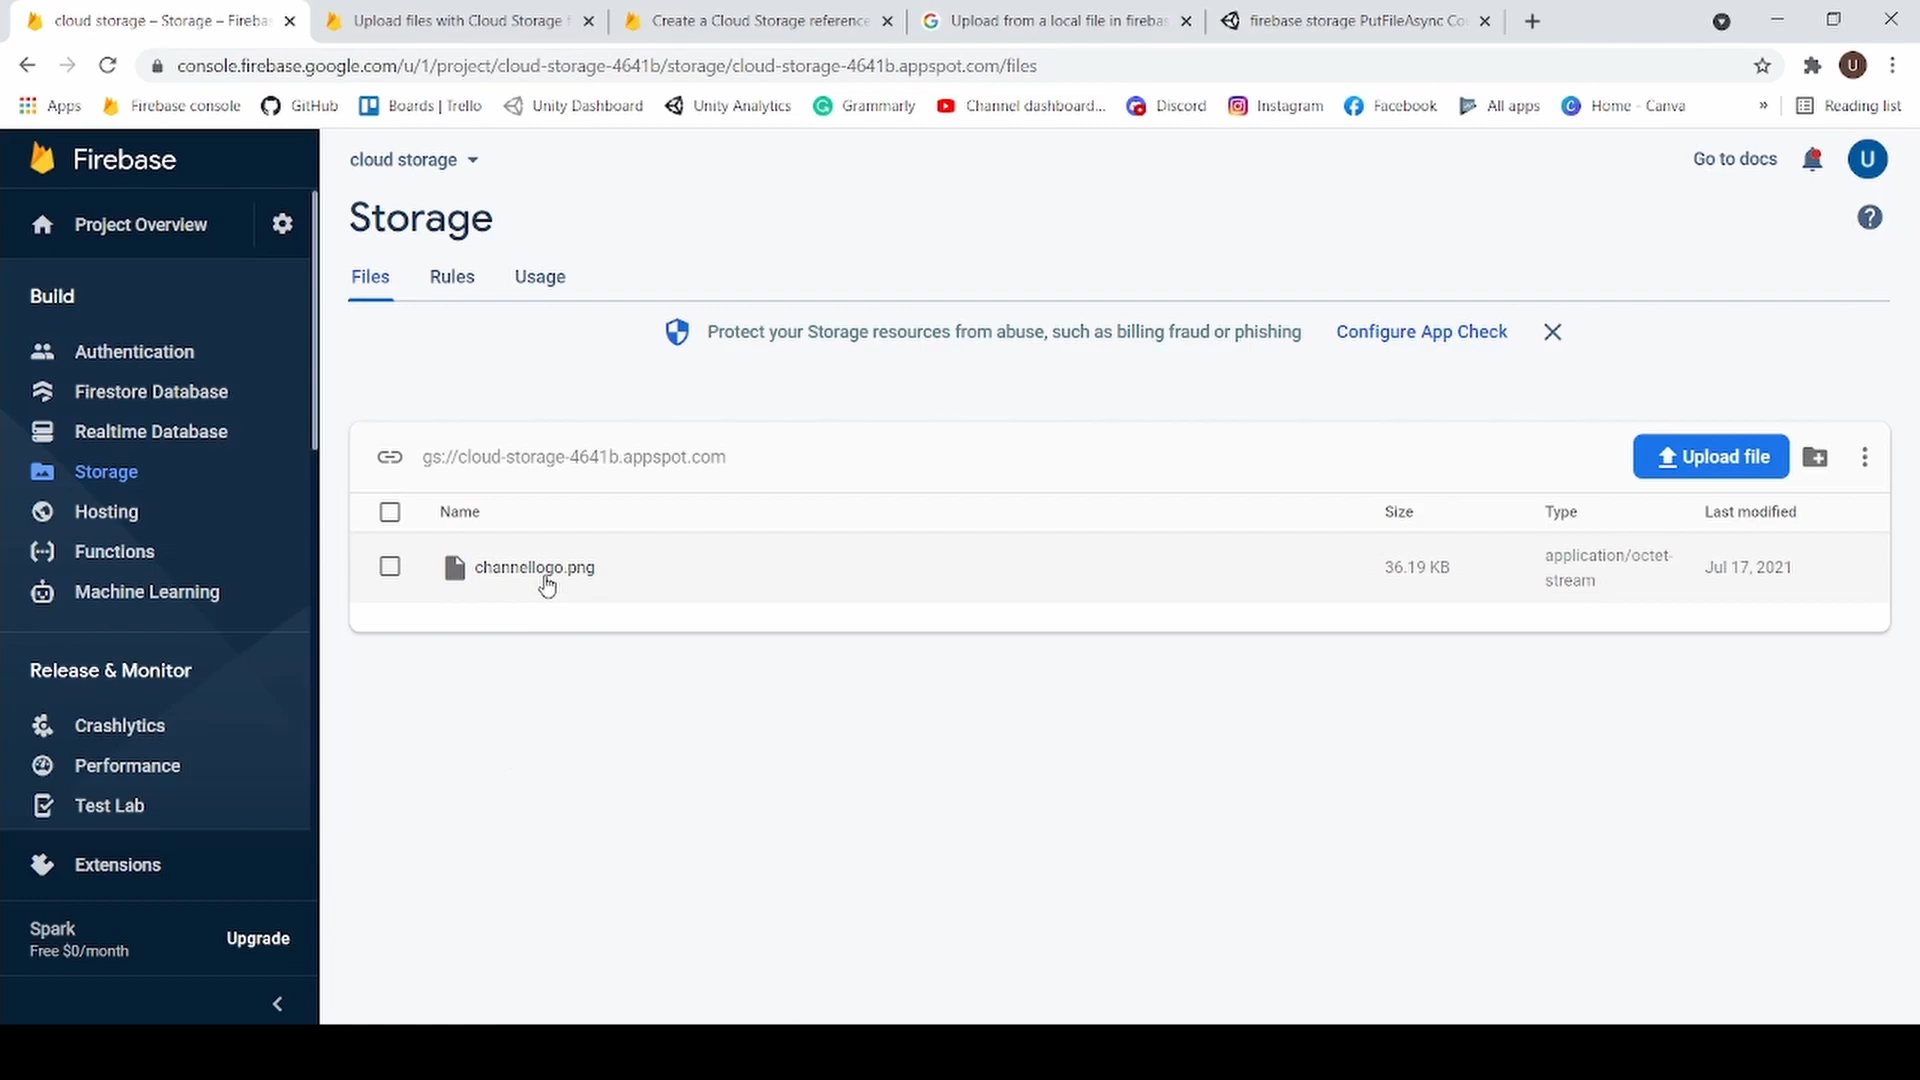 cloud storage – Storage – Fireba
Upload files with Cloud Storage f
Create a Cloud Storage reference
Upload from a local file in firebas
firebase storage PutFileAsync Co
console.firebase.google.com/u/1/project/cloud-storage-4641b/storage/cloud-storage-4641b.appspot.com/files
U
Apps
Firebase console
GitHub
Boards | Trello
Unity Dashboard
Unity Analytics
Grammarly
Channel dashboard...
Discord
Instagram
Facebook
All apps
Home - Canva
»
Reading list
Firebase
cloud storage
Go to docs
U
Project Overview
Storage
Files
Rules
Usage
Build
Protect your Storage resources from abuse, such as billing fraud or phishing
Configure App Check
Authentication
Firestore Database
Realtime Database
Storage
Hosting
Functions
Machine Learning
gs://cloud-storage-4641b.appspot.com
Upload file
Name
Size
Type
Last modified
channellogo.png
36.19 KB
application/octet-
stream
Jul 17, 2021
Release & Monitor
Crashlytics
Performance
Test Lab
Extensions
Spark
Free $0/month
Upgrade